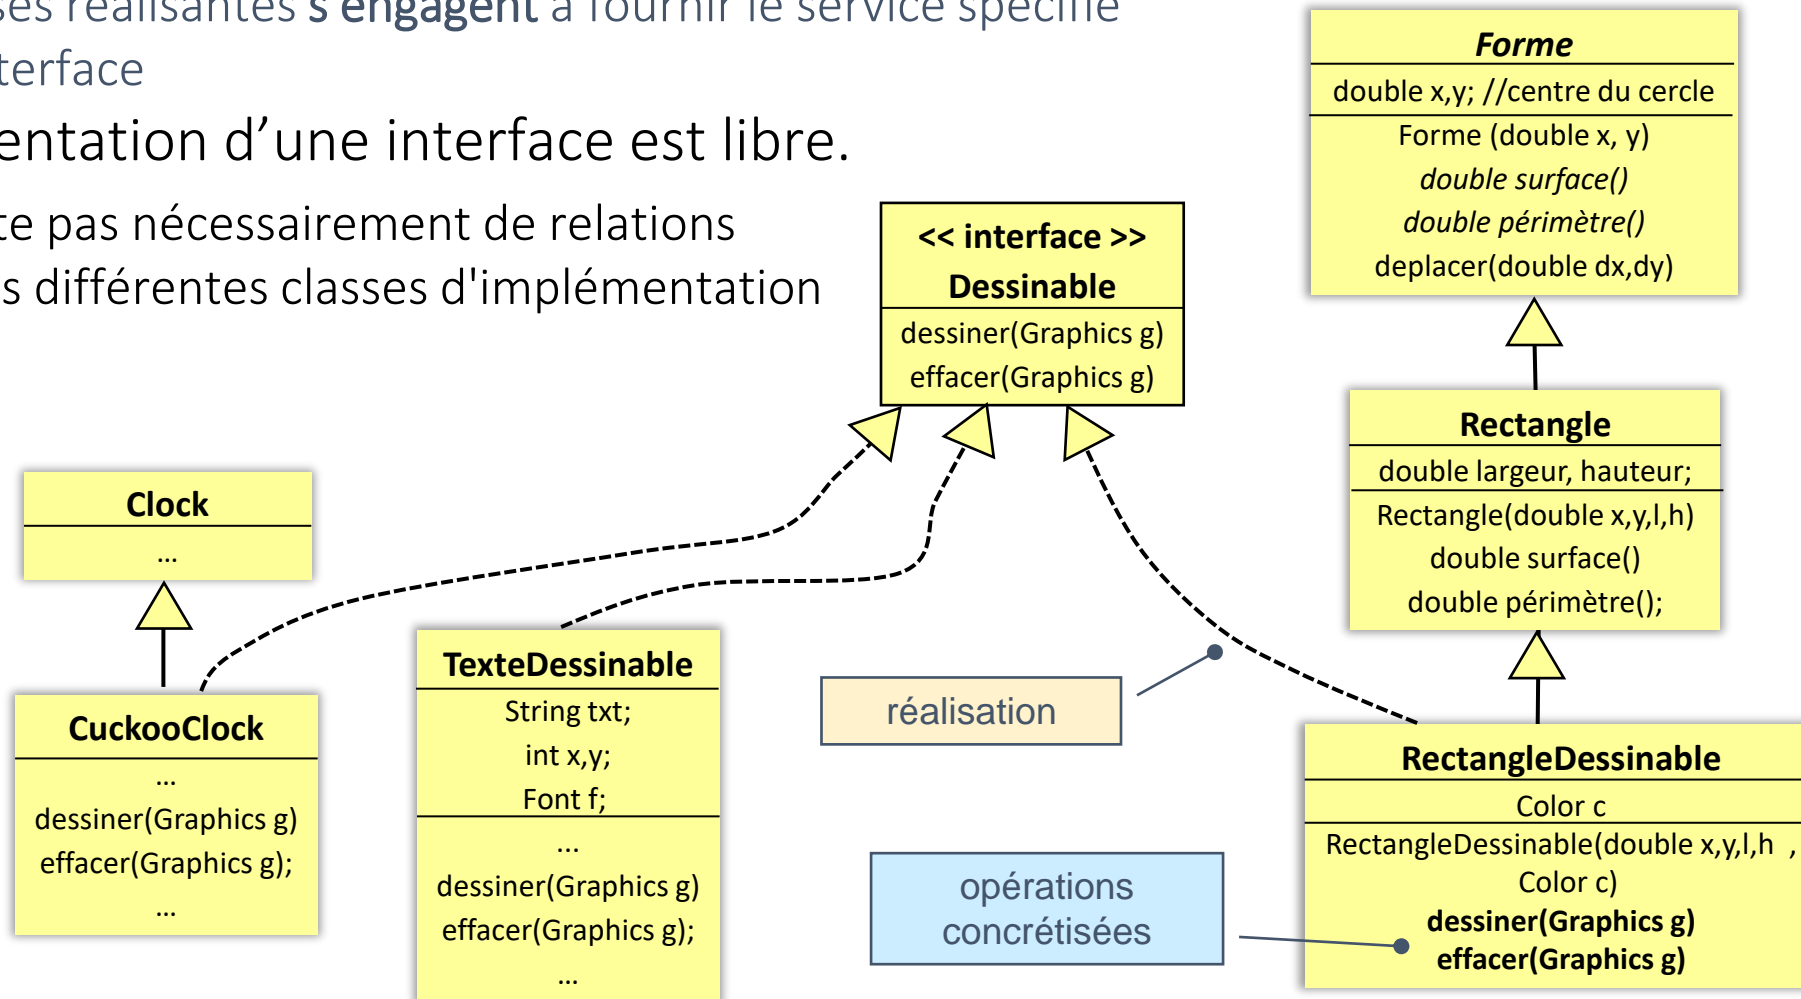 ses réalisantes s'engagent à fournir le service spécifié
terface
entation d’une interface est libre.
te pas nécessairement de relations
s différentes classes d'implémentation
<< interface >>
Dessinable
dessiner(Graphics g)
effacer(Graphics g)
Forme
double x,y; //centre du cercle
Forme (double x, y)
double surface()
double périmètre()
deplacer(double dx,dy)
Rectangle
double largeur, hauteur;
Rectangle(double x,y,l,h)
double surface()
double périmètre();
Clock
...
CuckooClock
...
dessiner(Graphics g)
effacer(Graphics g);
...
TexteDessinable
String txt;
int x,y;
Font f;
...
dessiner(Graphics g)
effacer(Graphics g);
...
réalisation
opérations
concrétisées
RectangleDessinable
Color c
RectangleDessinable(double x,y,l,h ,
Color c)
dessiner(Graphics g)
effacer(Graphics g)